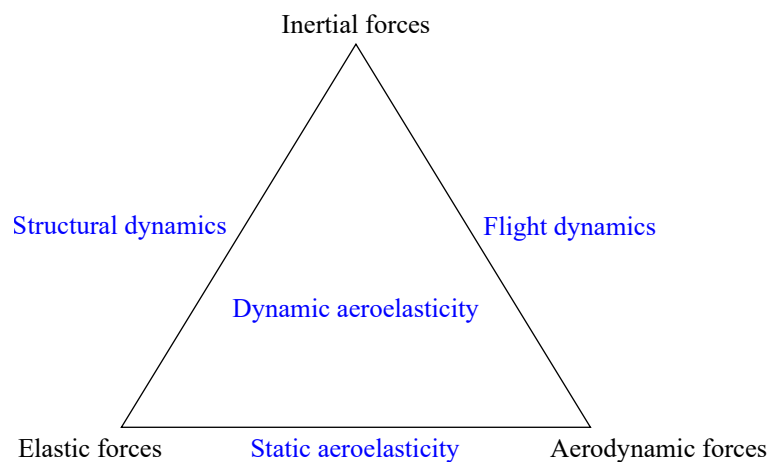 Inertial forces
Structural dynamics
Flight dynamics
Dynamic aeroelasticity
Elastic forces
Static aeroelasticity
Aerodynamic forces